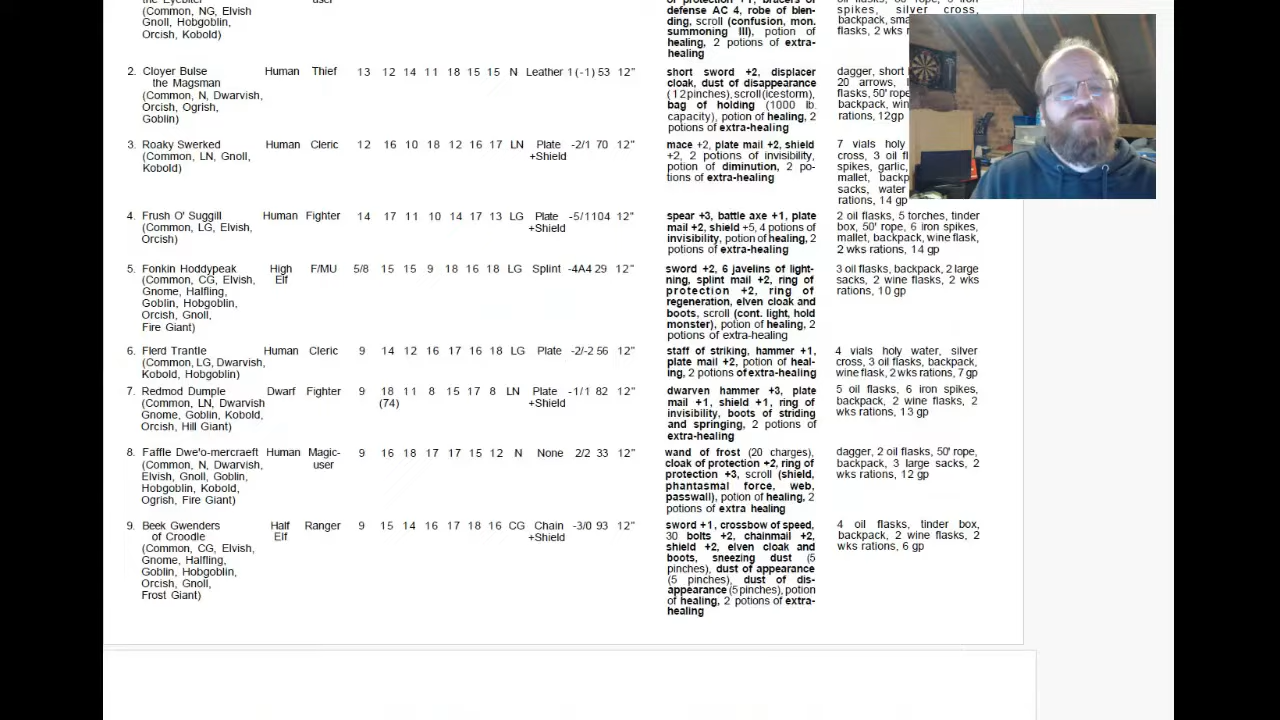 the Eyebiter user of protection +1, bracers of oil flasks, 50' rope, 6 iron
(Common, NG, Elvish defense AC 4, robe of blen- spikes, silver cross,
Gnoll, Hobgoblin, ding, scroll (confusion, mon. backpack,
Orcish, Kobold) summoning III), potion of flasks, 2 wks
healing, 2 potions of extra-
healing
2. Cloyer Bulse Human Thief 13 12 14 11 18 15 15 N Leather 1(-1) 53 12" short sword +2, displacer dagger, short
the Magsman cloak, dust of disappearance 20 arrows,
(Common, N, Dwarvish, (12pinches), scroll(icestorm), flasks, 50' rope
Orcish, Ogrish, bag of holding (1000 lb. backpack,
Goblin) capacity), potion of healing, 2 rations, 12gp
potions of extra-healing
3. Roaky Swerked Human Cleric 12 16 10 18 12 16 17 LN Plate -2/1 70 12" mace +2, plate mail +2, shield 7 vials holy
(Common, LN, Gnoll, +Shield +2, 2 potions of invisibility, cross, 3 oil
Kobold) potion of diminution, 2 po- spikes, garlic,
tions of extra-healing mallet,
sacks, water
rations, 14 gp
4. Frush O' Suggill Human Fighter 14 17 11 10 14 17 13 LG Plate -5/1104 12" spear +3, battle axe +1, plate 2 oil flasks, 5 torches, tinder
(Common, LG, Elvish, +Shield mail +2, shield +5, 4 potions of box, 50' rope, 6 iron spikes,
Orcish) invisibility, potion of healing, 2 mallet, backpack, wine flask,
potions of extra-healing 2 wks rations, 14 gp
5. Fonkin Hoddypeak High F/MU 5/8 15 15 9 18 16 18 LG Splint -4A4 29 12" sword +2, 6 javelins of light- 3 oil flasks, backpack, 2 large
(Common, CG, Elvish, Elf ning, splint mail +2, ring of sacks, 2 wine flasks, 2 wks
Gnome, Halfling, protection +2, ring of rations, 10 gp
Goblin, Hobgoblin, regeneration, elven cloak and
Orcish, Gnoll, boots, scroll (cont. light, hold
Fire Giant) monster), potion of healing, 2
potions of extra-healing
6. Flerd Trantle Human Cleric 9 14 12 16 17 16 18 LG Plate -2/-2 56 12" staff of striking, hammer +1, 4 vials holy water, silver
(Common, LG, Dwarvish, plate mail +2, potion of heal- cross, 3 oil flasks, backpack,
Kobold, Hobgoblin) ing, 2 potions of extra-healing wine flask, 2 wks rations, 7 gp
7. Redmod Dumple Dwarf Fighter 9 18 11 8 15 17 8 LN Plate -1/1 82 12" dwarven hammer +3, plate 5 oil flasks, 6 iron spikes,
(Common, LN, Dwarvish (74) +Shield mail +1, shield +1, ring of backpack, 2 wine flasks, 2
Gnome, Goblin, Kobold, invisibility, boots of striding wks rations, 13 gp
Orcish, Hill Giant) and springing, 2 potions of
extra-healing
8. Faffle Dwe'o-mercraeft Human Magic- 9 16 18 17 17 15 12 N None 2/2 33 12" wand of frost (20 charges), dagger, 2 oil flasks, 50' rope,
(Common, N, Dwarvish, user cloak of protection +2, ring of backpack, 3 large sacks, 2
Elvish, Gnoll, Goblin, protection +3, scroll (shield, wks rations, 12 gp
Hobgoblin, Kobold, phantasmal force, web,
Ogrish, Fire Giant) passwall), potion of healing, 2
potions of extra healing
9. Beek Gwenders Half Ranger 9 15 14 16 17 18 16 CG Chain -3/0 93 12" sword +1, crossbow of speed, 4 oil flasks, tinder box,
of Croodle Elf +Shield 30 bolts +2, chainmail +2, backpack, 2 wine flasks, 2
(Common, CG, Elvish, shield +2, elven cloak and wks rations, 6 gp
Gnome, Halfling, boots, sneezing dust (5
Goblin, Hobgoblin, pinches), dust of appearance
Orcish, Gnoll, (5 pinches), dust of dis-
Frost Giant) appearance (5pinches), potion
of healing, 2 potions of extra-
healing